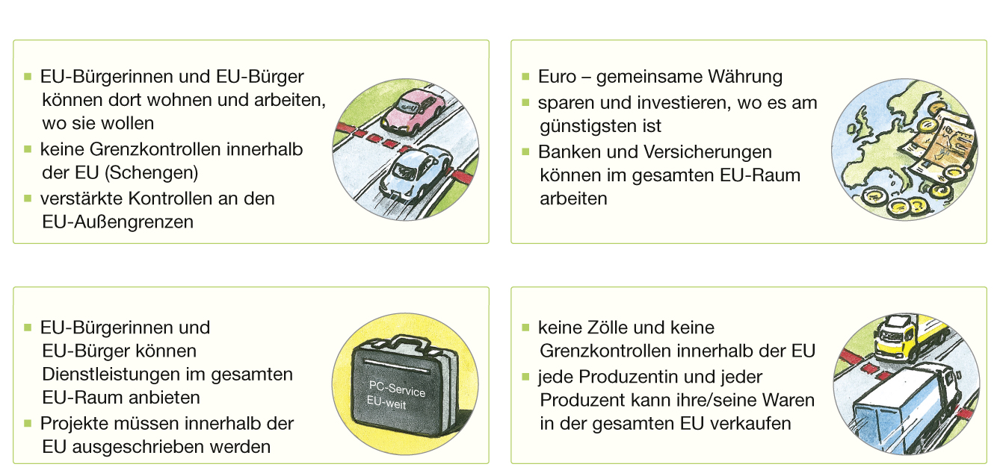 EU-Bürgerinnen und EU-Bürger
können dort wohnen und arbeiten,
wo sie wollen
keine Grenzkontrollen innerhalb
der EU (Schengen)
verstärkte Kontrollen an den
EU-Außengrenzen
Euro – gemeinsame Währung
sparen und investieren, wo es am
günstigsten ist
Banken und Versicherungen
können im gesamten EU-Raum
arbeiten
EU-Bürgerinnen und
EU-Bürger können
Dienstleistungen im gesamten
EU-Raum anbieten
Projekte müssen innerhalb der
EU ausgeschrieben werden
PC-Service
EU-weit
keine Zölle und keine
Grenzkontrollen innerhalb der EU
jede Produzentin und jeder
Produzent kann ihre/seine Waren
in der gesamten EU verkaufen